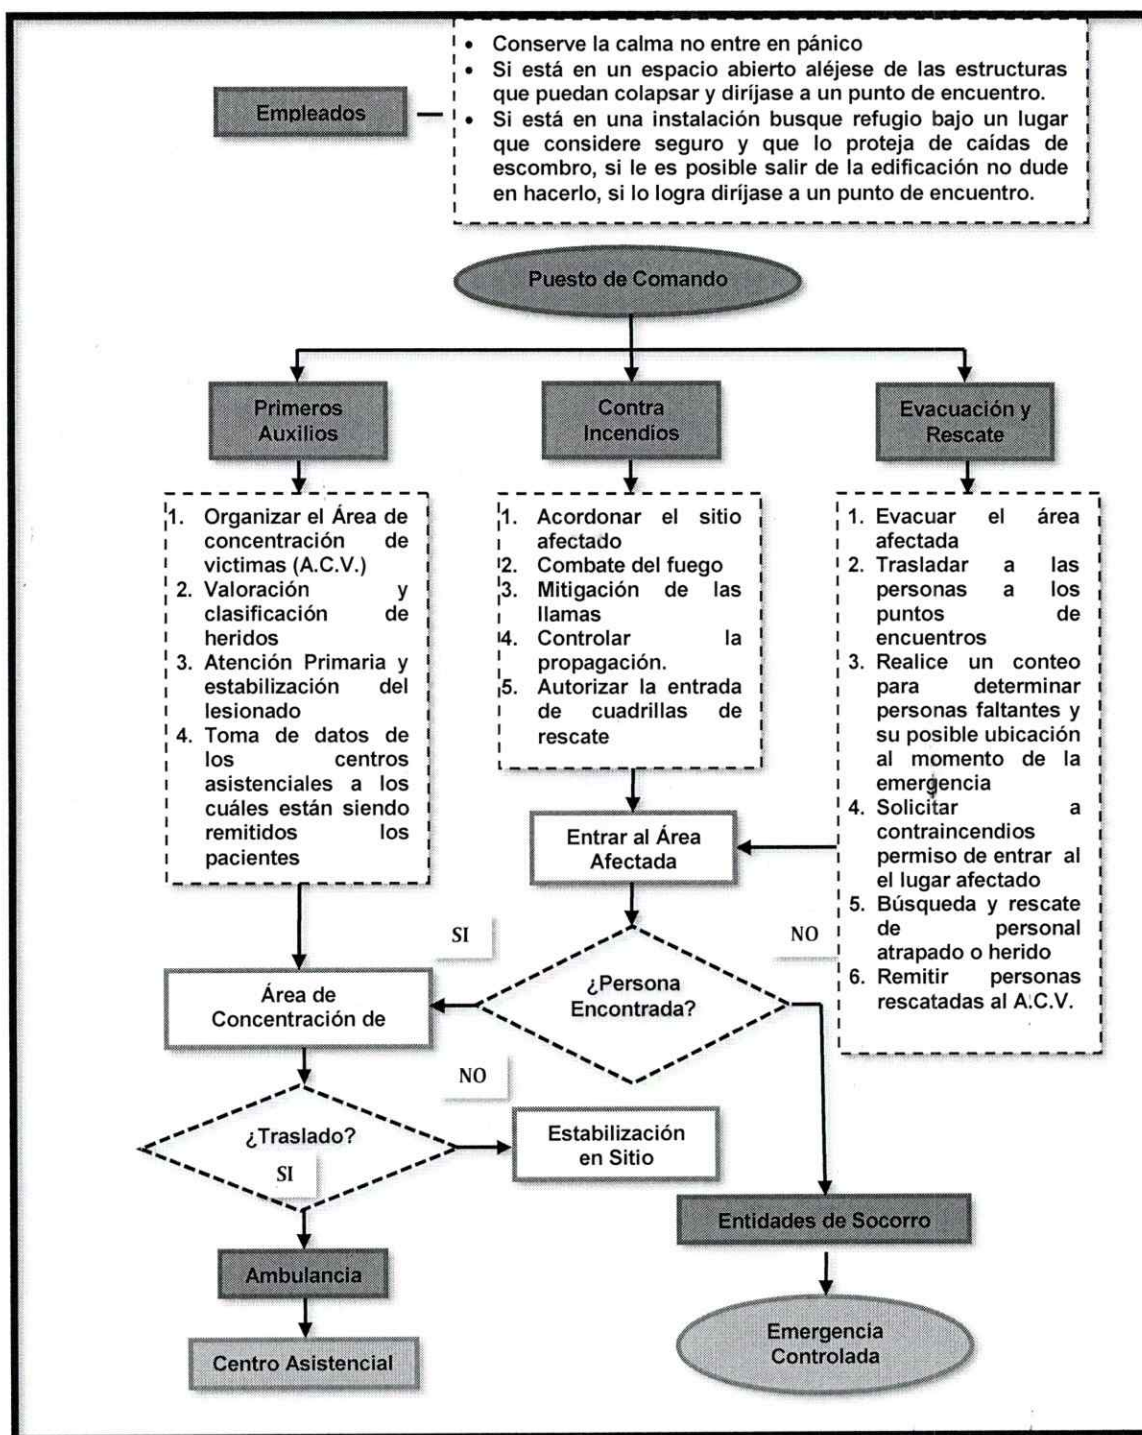 Empleados
• Conserve la calma no entre en pánico
• Si está en un espacio abierto aléjese de las estructuras
que puedan colapsar y diríjase a un punto de encuentro.
• Si está en una instalación busque refugio bajo un lugar
que considere seguro y que lo proteja de caídas de
escombro, si le es posible salir de la edificación no dude
en hacerlo, si lo logra diríjase a un punto de encuentro.
Puesto de Comando
Primeros
Auxilios
Contra
Incendios
Evacuación y
Rescate
1. Organizar el Área de
concentración de
victimas (A.C.V.)
2. Valoración y
clasificación de
heridos
3. Atención Primaria y
estabilización del
lesionado
4. Toma de datos de
los centros
asistenciales a los
cuáles están siendo
remitidos los
pacientes
1. Acordonar el sitio
afectado
2. Combate del fuego
3. Mitigación de las
llamas
4. Controlar la
propagación.
5. Autorizar la entrada
de cuadrillas de
rescate
1. Evacuar el área
afectada
2. Trasladar a las
personas a los
puntos de
encuentros
3. Realice un conteo
para determinar
personas faltantes y
su posible ubicación
al momento de la
emergencia
4. Solicitar a
contraincendios
permiso de entrar al
el lugar afectado
5. Búsqueda y rescate
de personal
atrapado o herido
6. Remitir personas
rescatadas al A.C.V.
Entrar al Área
Afectada
SI
NO
¿Persona
Encontrada?
Área de
Concentración de
NO
¿Traslado?
SI
Estabilización
en Sitio
Entidades de Socorro
Ambulancia
Emergencia
Controlada
Centro Asistencial